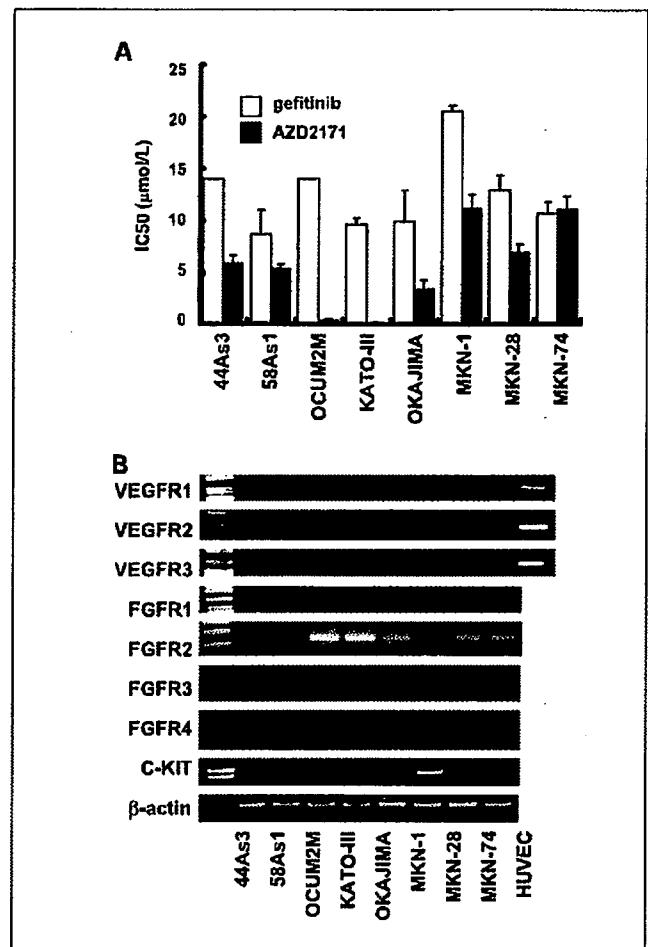 A
25
20
15
10
5
0
IC50 (μmol/L)
gefitinib
AZD2171
44As3
58As1
OCUM2M
KATO-III
OKAJIMA
MKN-1
MKN-28
MKN-74
B
VEGFR1
VEGFR2
VEGFR3
FGFR1
FGFR2
FGFR3
FGFR4
C-KIT
β-actin
44As3
58As1
OCUM2M
KATO-III
OKAJIMA
MKN-1
MKN-28
MKN-74
HUVEC